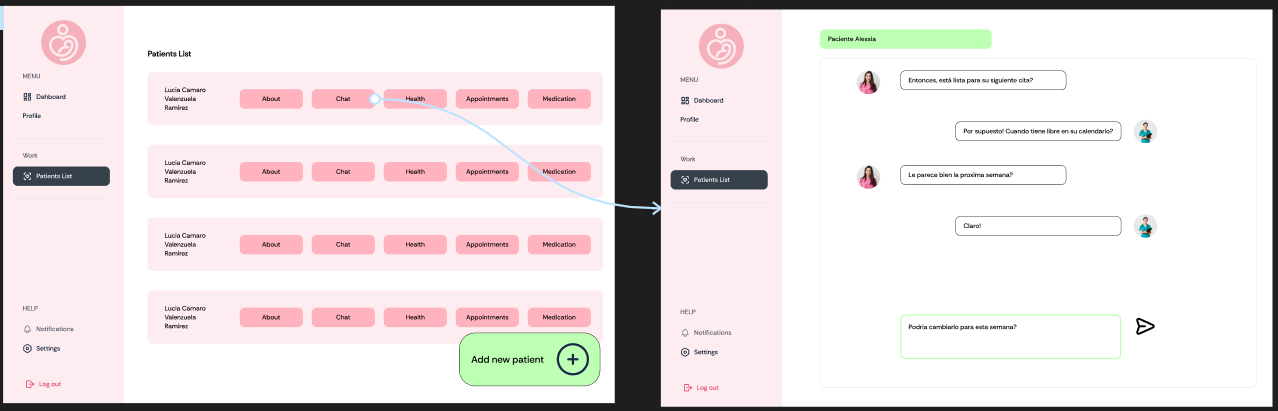 MENU
Dahboard
Profile
Work
Patients List
HELP
Notifications
Settings
Log out
Patients List
Lucia Camaro
Valenzuela
Ramirez
About
Chat
Health
Appointments
Medication
Lucia Camaro
Valenzuela
Ramirez
About
Chat
Health
Appointments
Medication
Lucia Camaro
Valenzuela
Ramirez
About
Chat
Health
Appointments
Medication
Lucia Camaro
Valenzuela
Ramirez
About
Chat
Health
Appointments
Medication
Add new patient
MENU
Dahboard
Profile
Work
Patients List
HELP
Notifications
Settings
Log out
Paciente Alessia
Entonces, está lista para su siguiente cita?
Por supuesto! Cuando tiene libre en su calendario?
Le parece bien la proxima semana?
Claro!
Podria cambiarlo para esta semana?